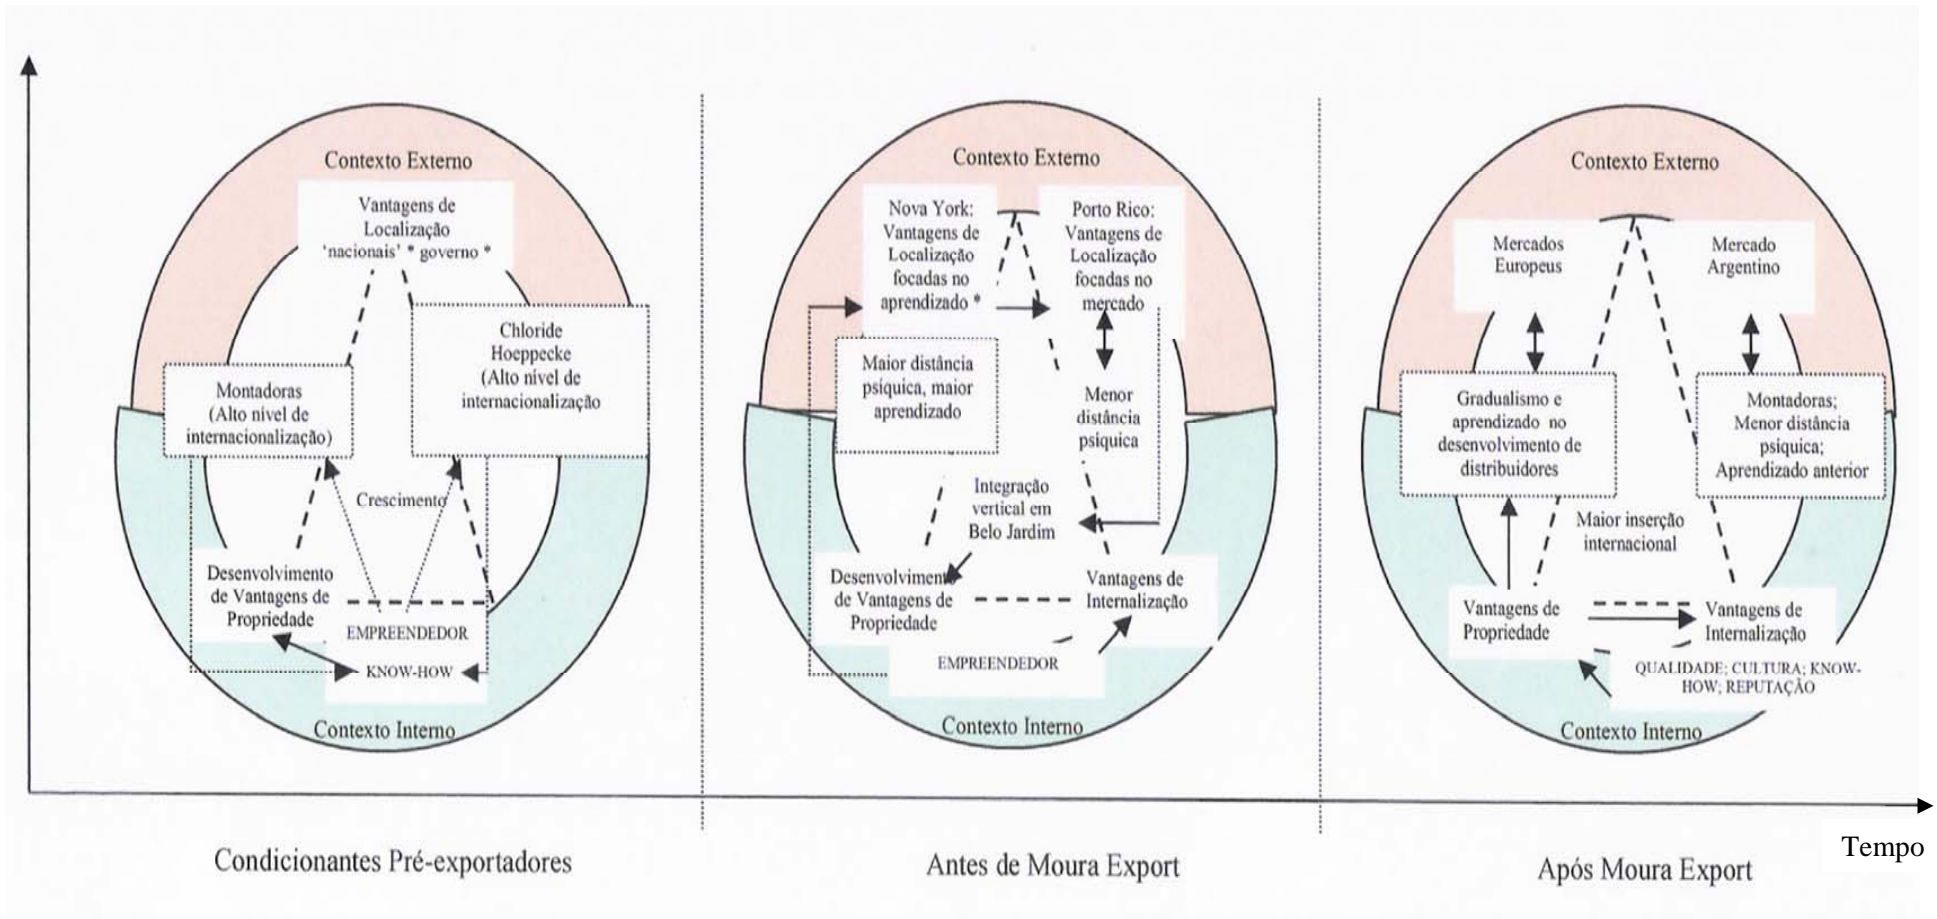 Contexto Externo
Vantagens de
Localização
'nacionais' * governo *
Chloride
Hoeppecke
(Alto nível de
internacionalização
Montadoras
(Alto nível de
internacionalização)
Crescimento
Desenvolvimento
de Vantagens de
Propriedade
EMPREENDEDOR
KNOW-HOW
Contexto Interno
Condicionantes Pré-exportadores
Contexto Externo
Nova York:
Vantagens de
Localização
focadas no
aprendizado *
Porto Rico:
Vantagens de
Localização
focadas no
mercado
Maior distância
psíquica, maior
aprendizado
Menor
distância
psiquica
Integração
vertical em
Belo Jardim
Desenvolvimento
de Vantagens de
Propriedade
Vantagens de
Internalização
EMPREENDEDOR
Contexto Interno
Antes de Moura Export
Contexto Externo
Mercados
Europeus
Mercado
Argentino
Gradualismo e
aprendizado no
desenvolvimento de
distribuidores
Montadoras;
Menor distância
psiquica;
Aprendizado anterior
Maior inserção
internacional
Vantagens de
Propriedade
Vantagens de
Internalização
QUALIDADE; CULTURA; KNOW-
HOW; REPUTAÇÃO
Contexto Interno
Após Moura Export
Tempo